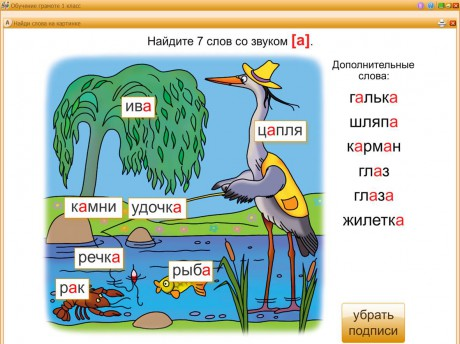 Обучение грамоте 1 класс
Найди слова на картинке
Найдите 7 слов со звуком [а].
ива
цапля
камни
удочка
речка
рыба
рак
Дополнительные
слова:
галька
шляпа
карман
глаз
глаза
жилетка
убрать
подписи